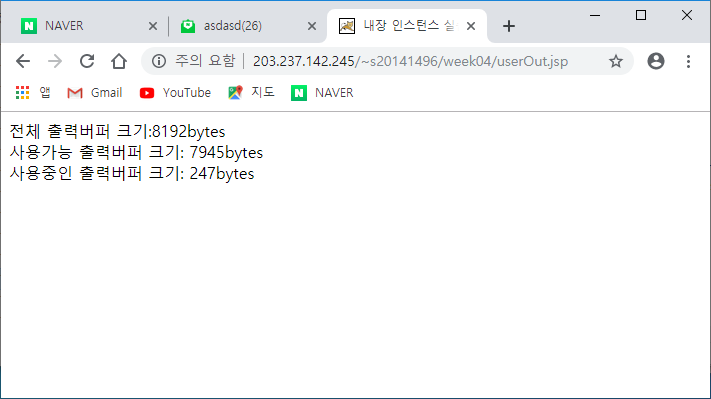 NAVER
asdasd(26)
내장 인스턴스 실
주의 요함 | 203.237.142.245/~s20141496/week04/userOut.jsp
앱 Gmail YouTube 지도 NAVER
전체 출력버퍼 크기:8192bytes
사용가능 출력버퍼 크기: 7945bytes
사용중인 출력버퍼 크기: 247bytes